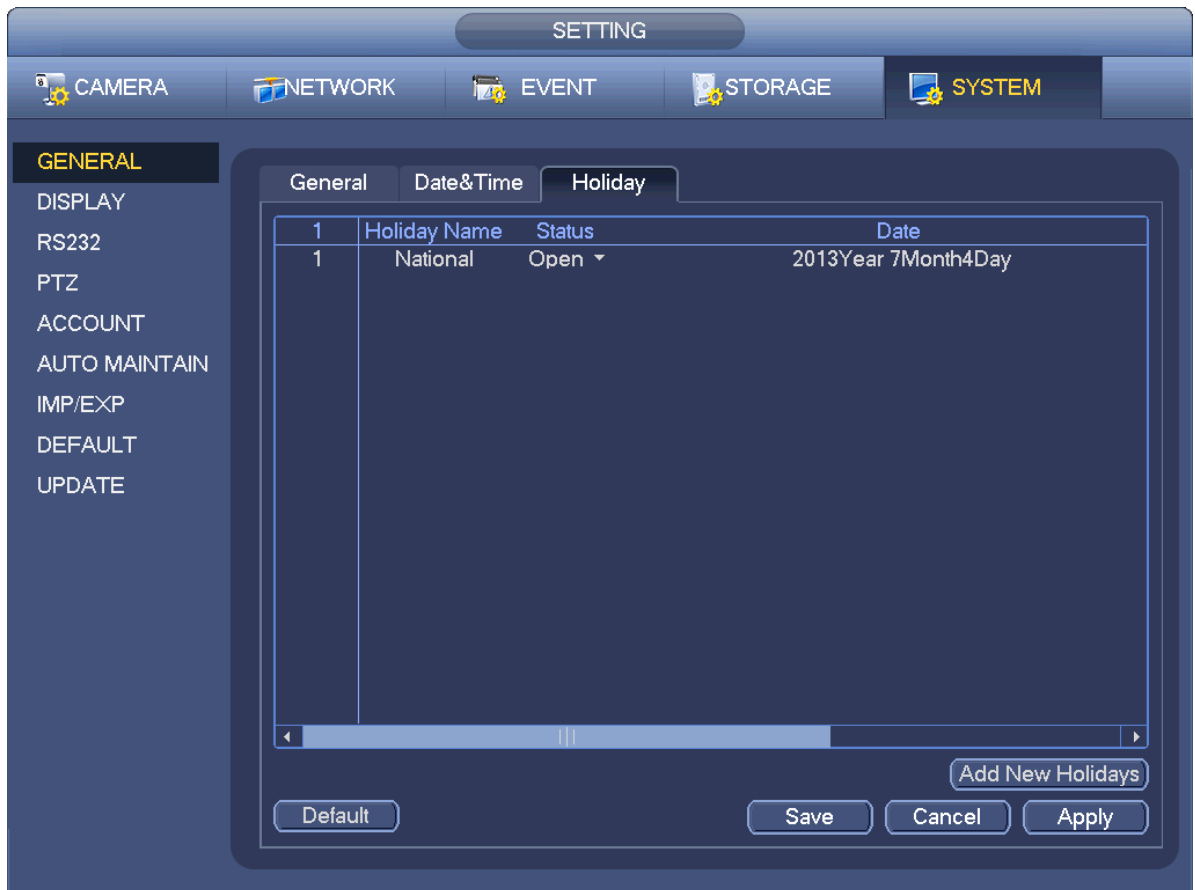 SETTING
CAMERA NETWORK EVENT STORAGE SYSTEM
GENERAL
DISPLAY
RS232
PTZ
ACCOUNT
AUTO MAINTAIN
IMP/EXP
DEFAULT
UPDATE
General Date&Time Holiday
1 Holiday Name Status Date
1 National Open 2013Year 7Month4Day
Add New Holidays
Default Save Cancel Apply